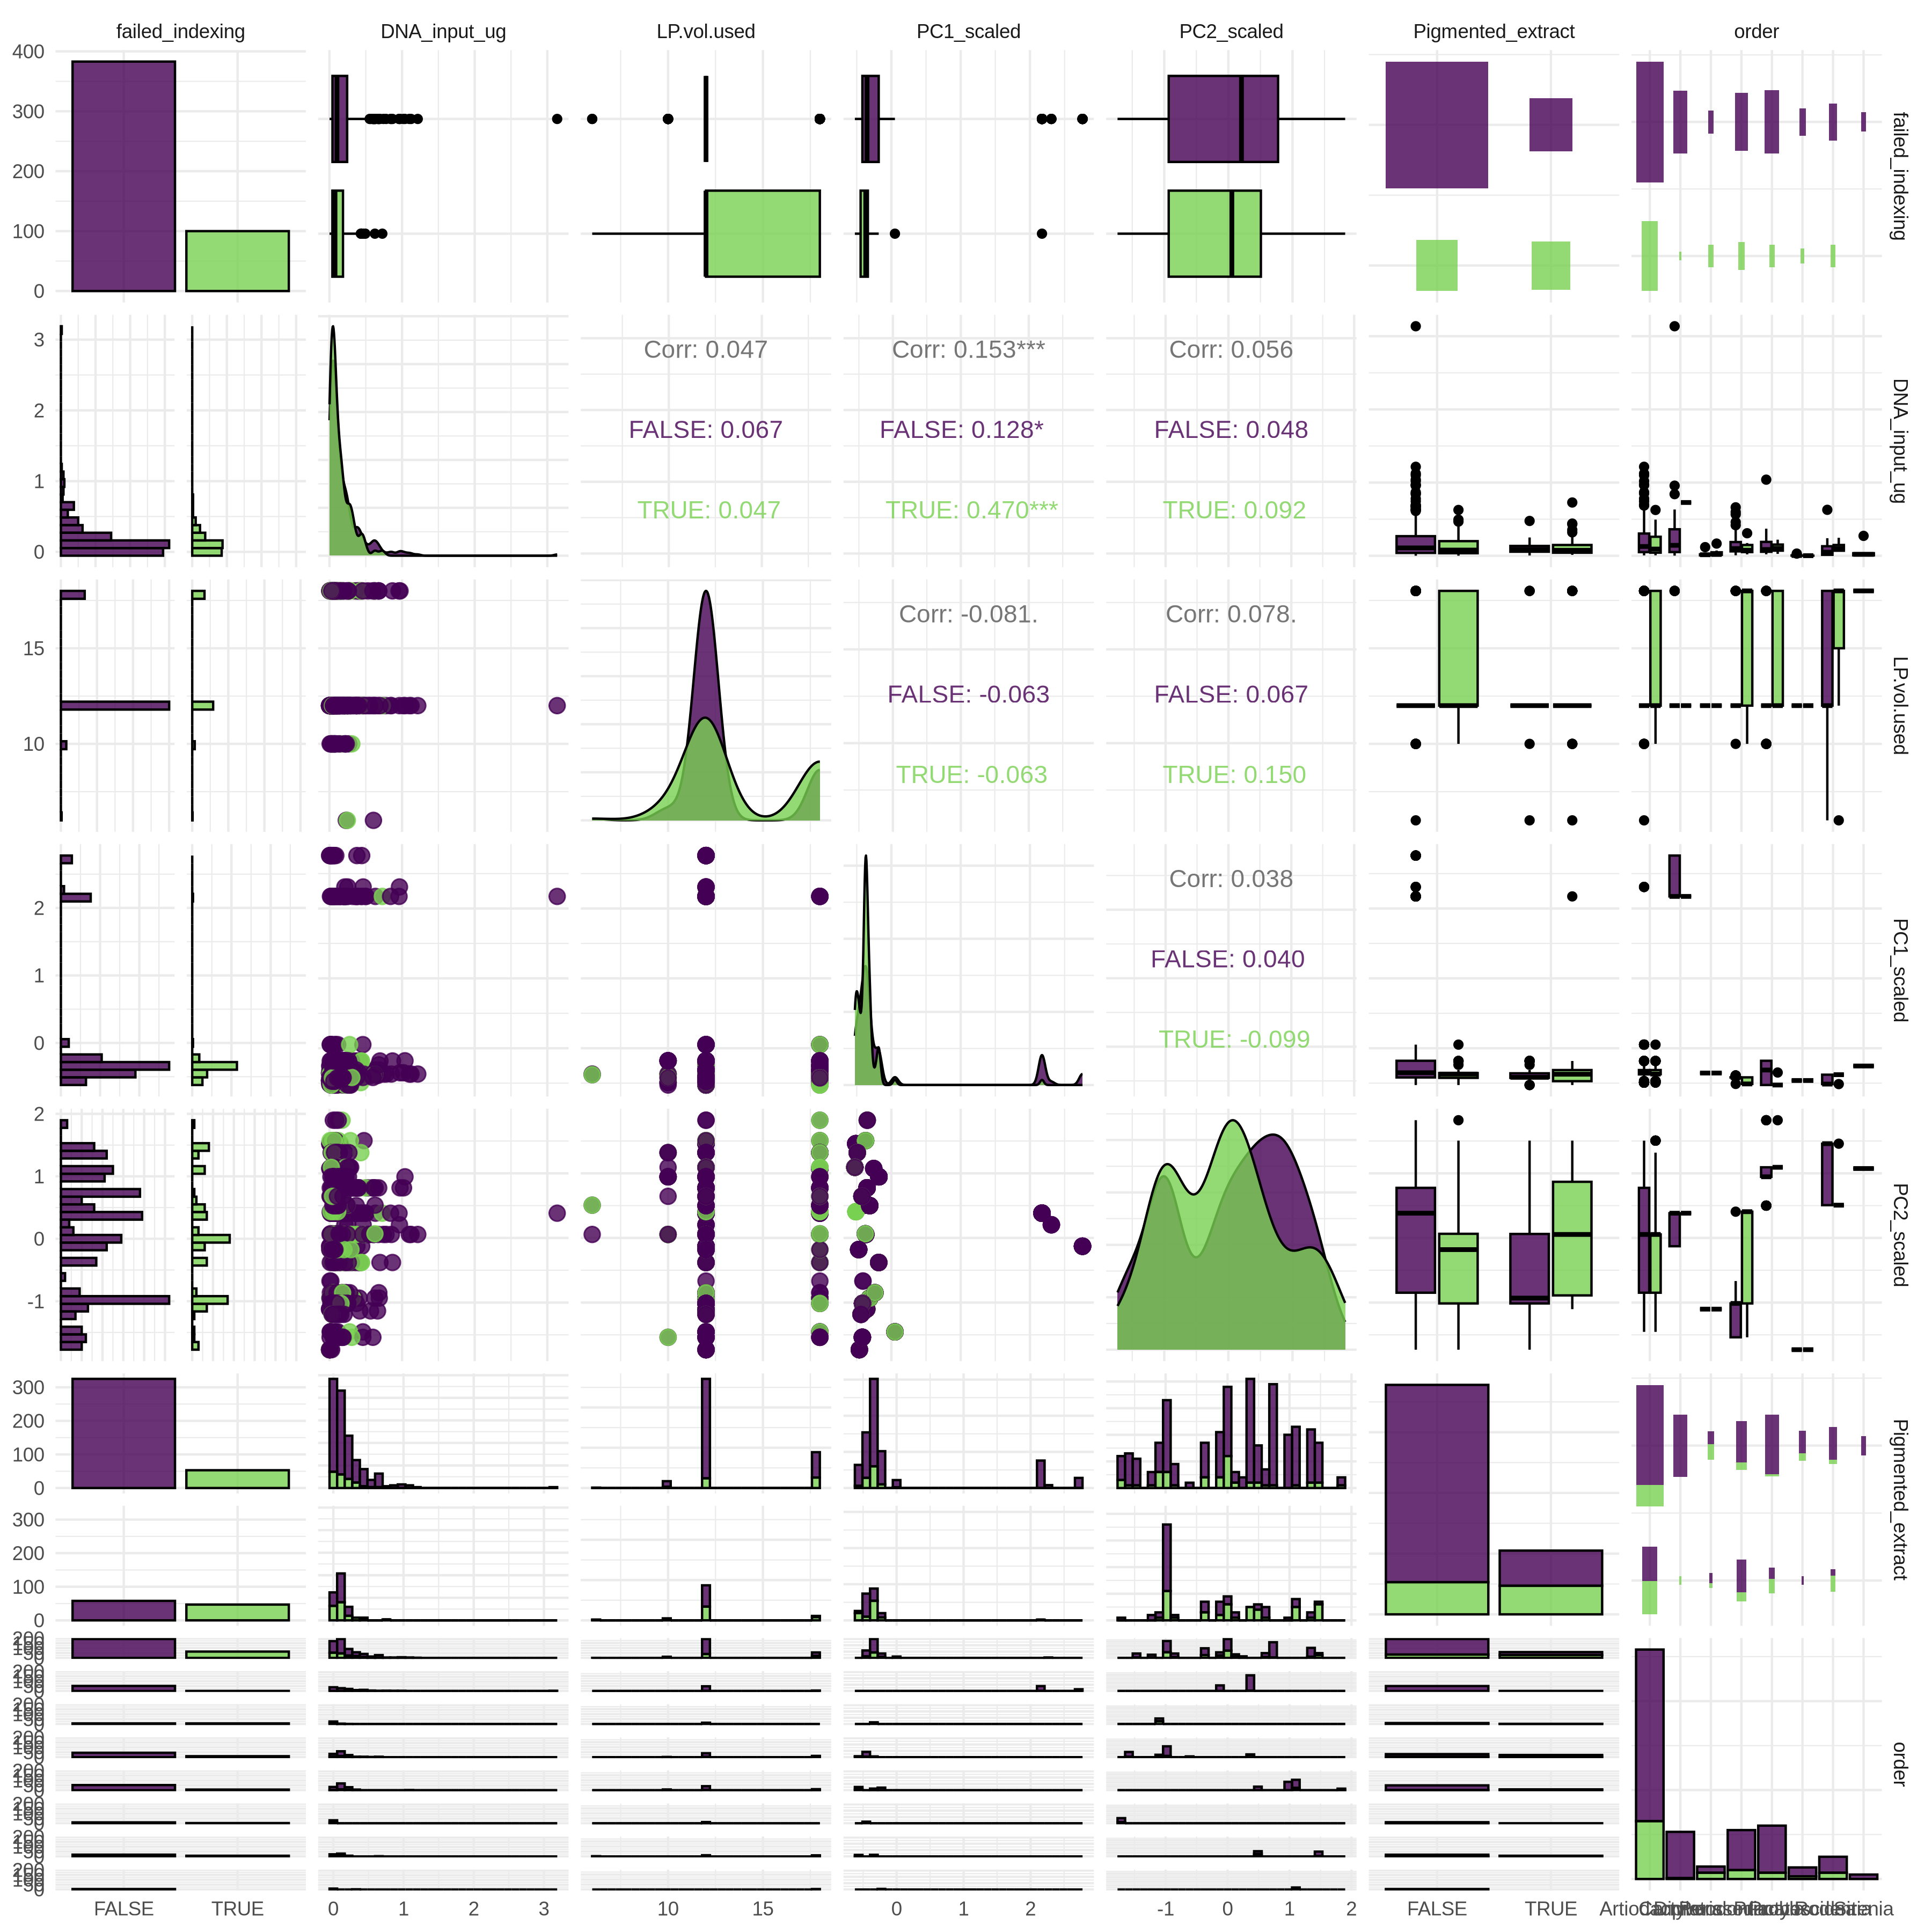 failed_indexing DNA_input_ug LP.vol.used PC1_scaled PC2_scaled Pigmented_extract order
400
300
200
100
0
failed_indexing
3
2
1
0
Corr: 0.047 Corr: 0.153*** Corr: 0.056
FALSE: 0.067 FALSE: 0.128* FALSE: 0.048
TRUE: 0.047 TRUE: 0.470*** TRUE: 0.092
DNA_input_ug
15
10
Corr: -0.081. Corr: 0.078.
FALSE: -0.063 FALSE: 0.067
TRUE: -0.063 TRUE: 0.150
LP.vol.used
2
1
0
Corr: 0.038
FALSE: 0.040
TRUE: -0.099
PC1_scaled
2
1
0
-1
PC2_scaled
300
200
100
0
300
200
100
0
Pigmented_extract
order
FALSE TRUE 0 1 2 3 10 15 0 1 2 -1 0 1 2 FALSE TRUE